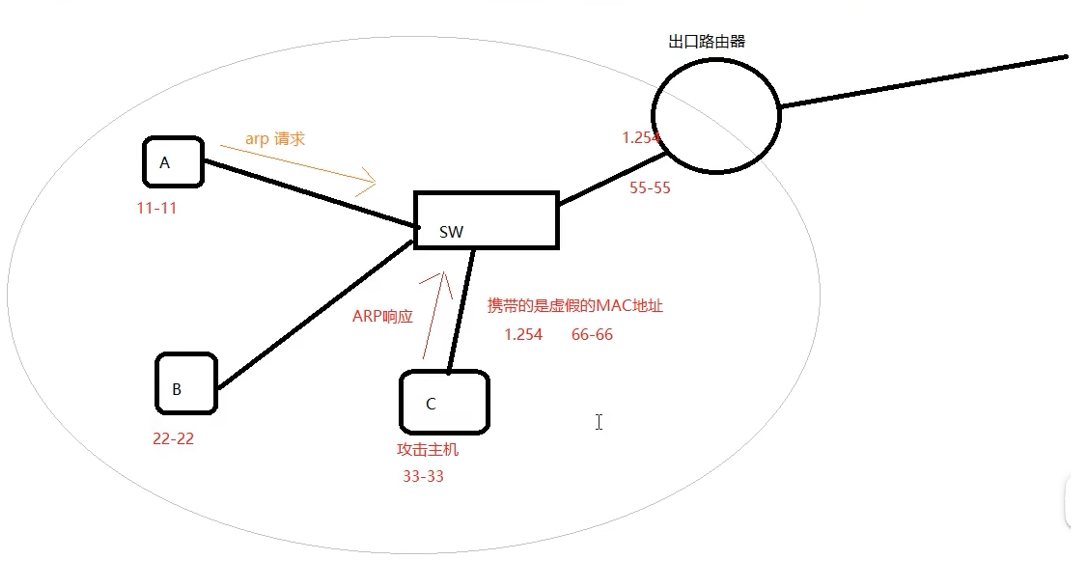 出口路由器
arp 请求
1.254
A
55-55
11-11
SW
携带的是虚假的MAC地址
ARP响应
1.254 66-66
B
C
22-22
攻击主机
33-33